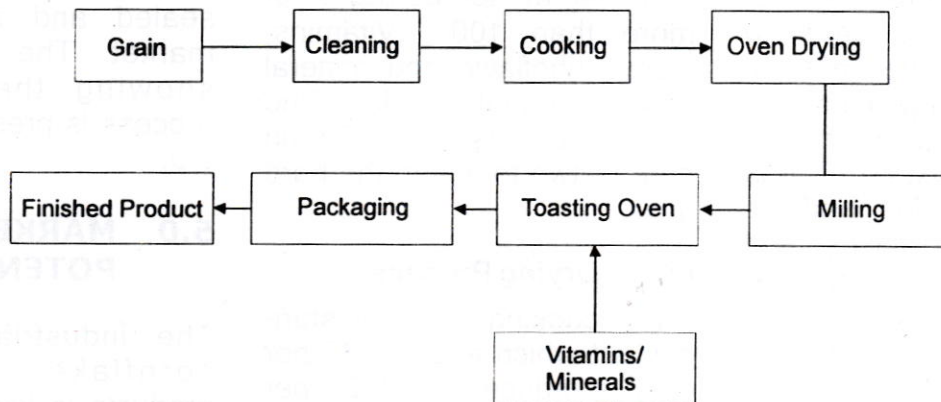 Grain
Cleaning
Cooking
Oven Drying
Finished Product
Packaging
Toasting Oven
Milling
Vitamins/
Minerals